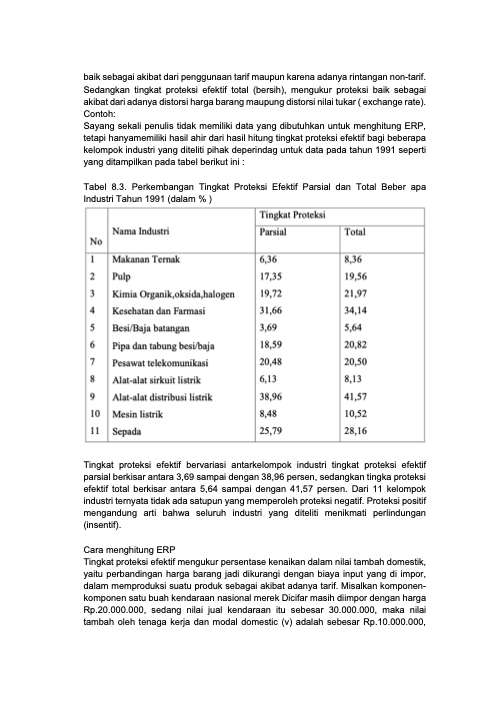 baik sebagai akibat dari penggunaan tarif maupun karena adanya rintangan non-tarif.
Sedangkan tingkat proteksi efektif total (bersih), mengukur proteksi baik sebagai
akibat dari adanya distorsi harga barang maupung distorsi nilai tukar ( exchange rate).
Contoh:
Sayang sekali penulis tidak memiliki data yang dibutuhkan untuk menghitung ERP,
tetapi hanyamemiliki hasil ahir dari hasil hitung tingkat proteksi efektif bagi beberapa
kelompok industri yang diteliti pihak deperindag untuk data pada tahun 1991 seperti
yang ditampilkan pada tabel berikut ini :
Tabel 8.3. Perkembangan Tingkat Proteksi Efektif Parsial dan Total Beber apa
Industri Tahun 1991 (dalam % )
No Nama Industri Tingkat Proteksi
Parsial Total
1 Makanan Ternak 6,36 8,36
2 Pulp 17,35 19,56
3 Kimia Organik,oksida,halogen 19,72 21,97
4 Kesehatan dan Farmasi 31,66 34,14
5 Besi/Baja batangan 3,69 5,64
6 Pipa dan tabung besi/baja 18,59 20,82
7 Pesawat telekomunikasi 20,48 20,50
8 Alat-alat sirkuit listrik 6,13 8,13
9 Alat-alat distribusi listrik 38,96 41,57
10 Mesin listrik 8,48 10,52
11 Sepada 25,79 28,16
Tingkat proteksi efektif bervariasi antarkelompok industri tingkat proteksi efektif
parsial berkisar antara 3,69 sampai dengan 38,96 persen, sedangkan tingka proteksi
efektif total berkisar antara 5,64 sampai dengan 41,57 persen. Dari 11 kelompok
industri ternyata tidak ada satupun yang memperoleh proteksi negatif. Proteksi positif
mengandung arti bahwa seluruh industri yang diteliti menikmati perlindungan
(insentif).
Cara menghitung ERP
Tingkat proteksi efektif mengukur persentase kenaikan dalam nilai tambah domestik,
yaitu perbandingan harga barang jadi dikurangi dengan biaya input yang di impor,
dalam memproduksi suatu produk sebagai akibat adanya tarif. Misalkan komponen-
komponen satu buah kendaraan nasional merek Dicifar masih diimpor dengan harga
Rp.20.000.000, sedang nilai jual kendaraan itu sebesar 30.000.000, maka nilai
tambah oleh tenaga kerja dan modal domestic (v) adalah sebesar Rp.10.000.000,